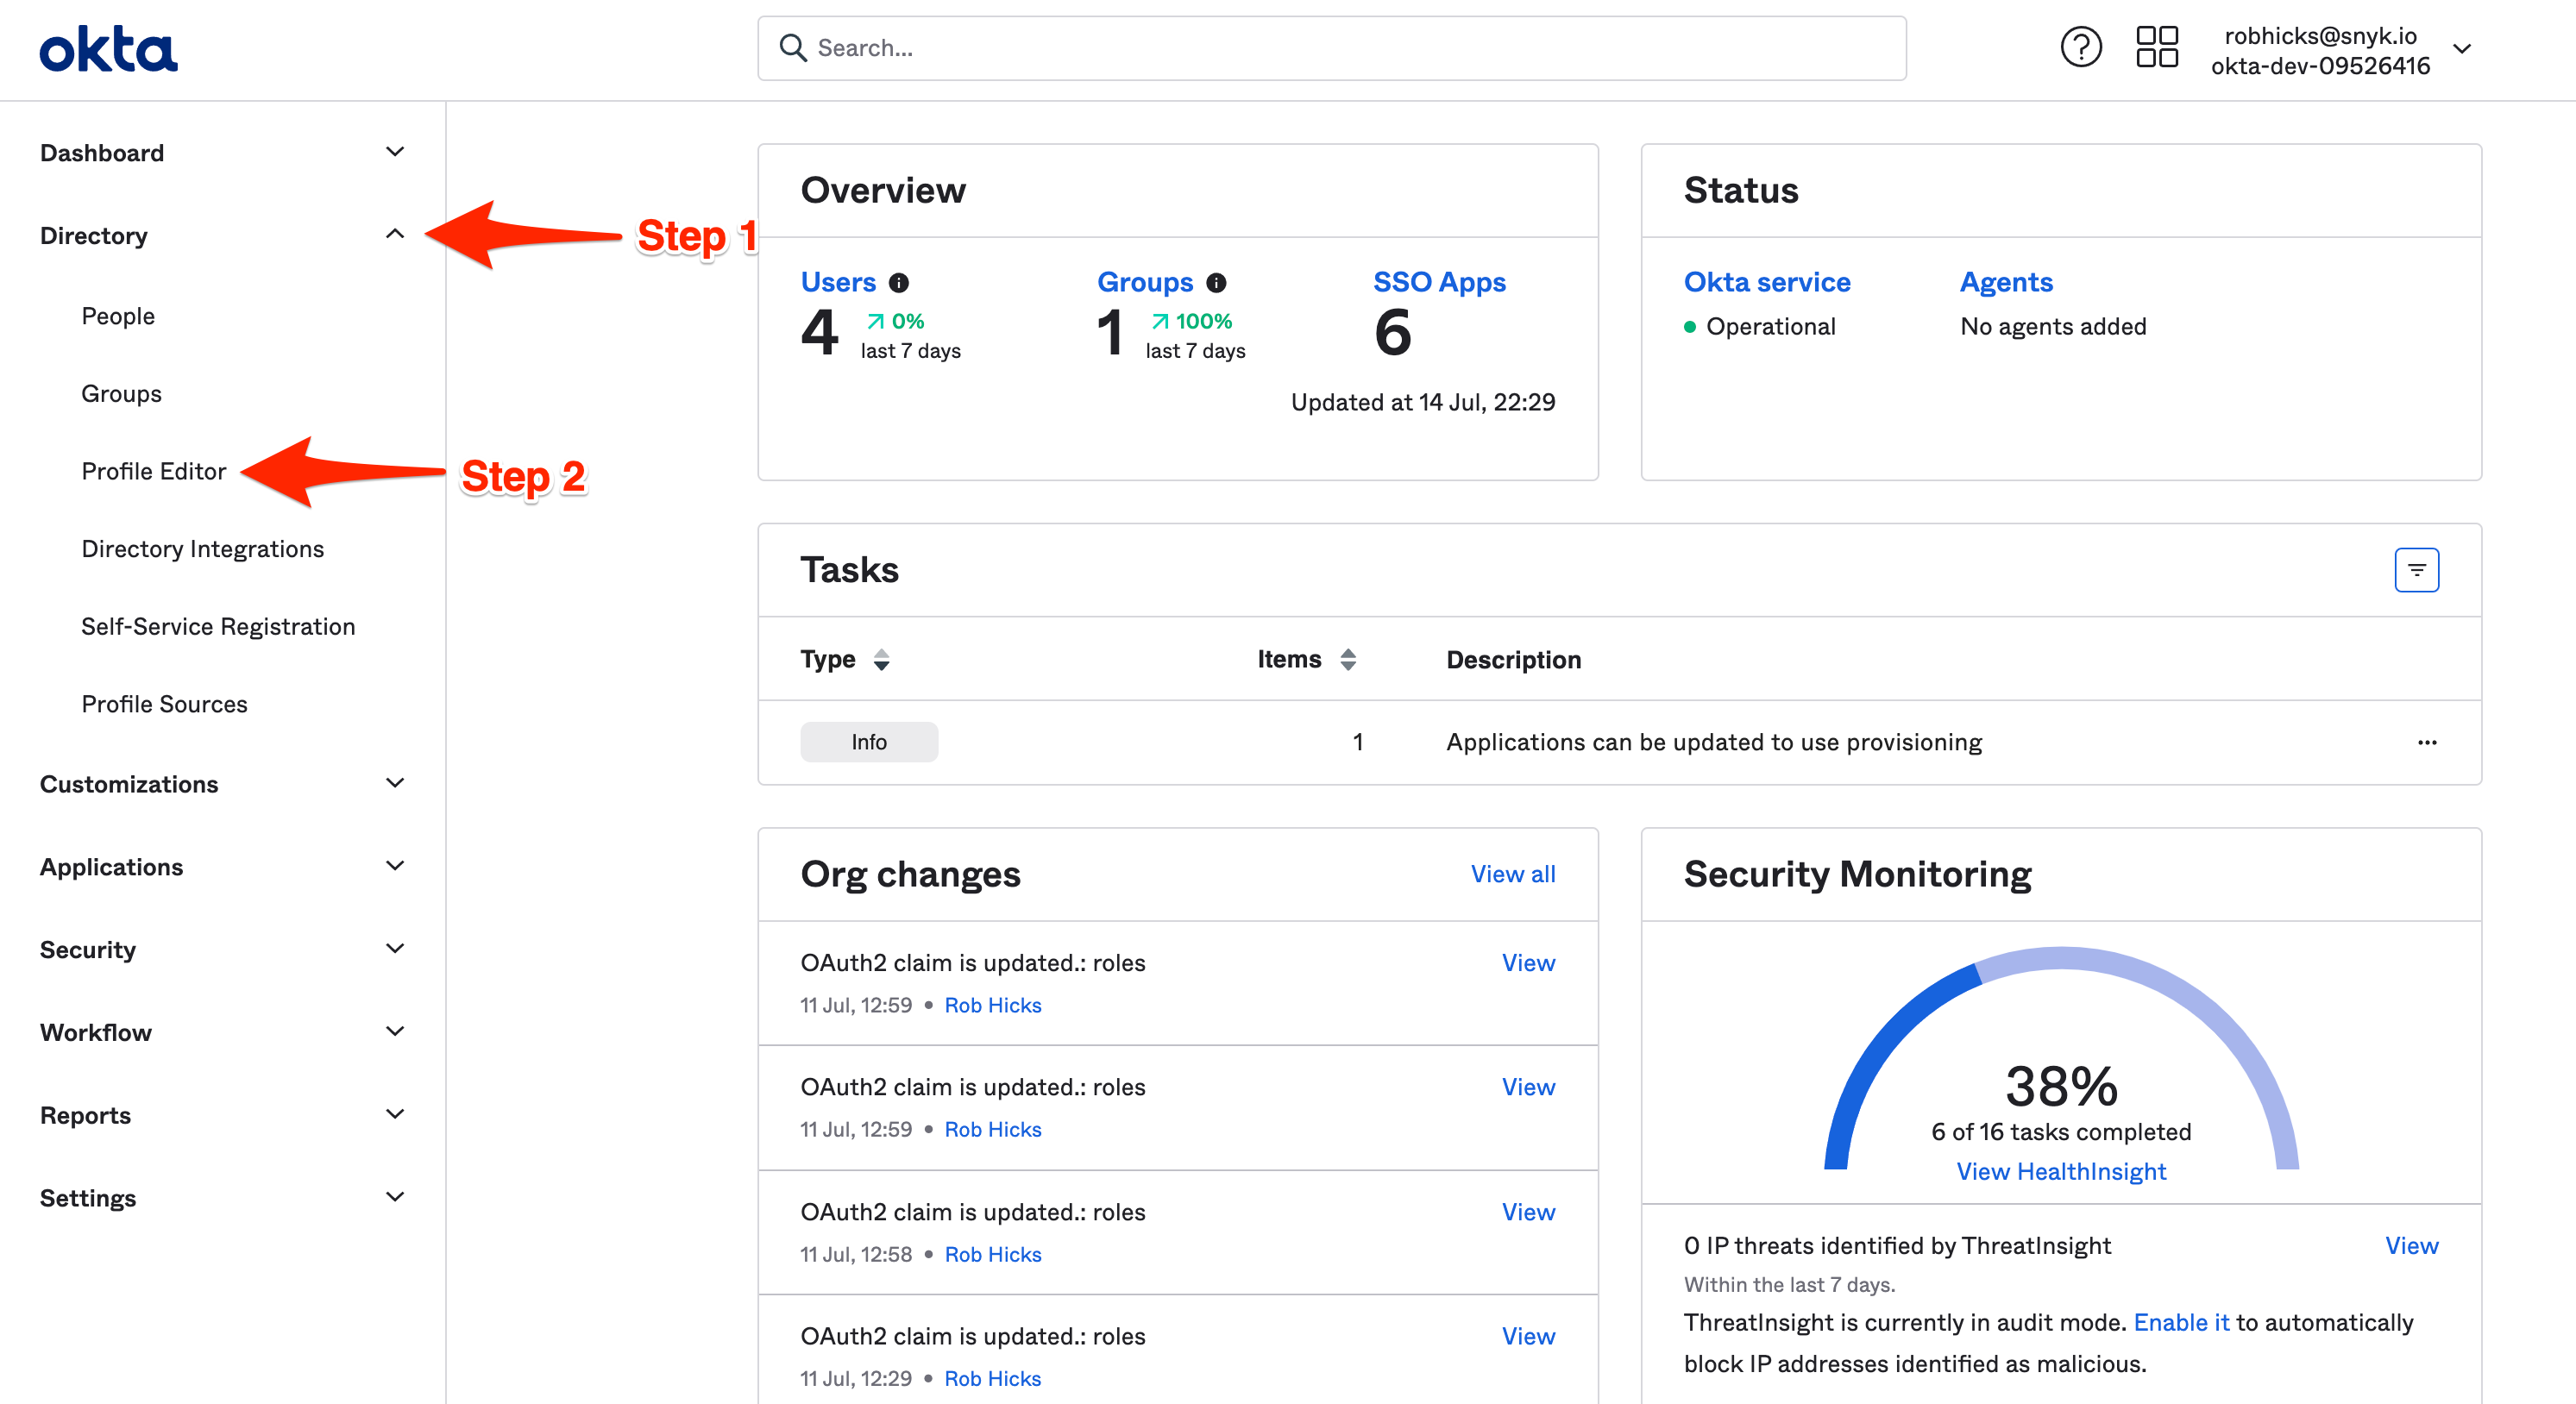 okta
Search...
robhicks@snyk.io
okta-dev-09526416
Dashboard
Directory
Step 1
People
Groups
Profile Editor
Step 2
Directory Integrations
Self-Service Registration
Profile Sources
Customizations
Applications
Security
Workflow
Reports
Settings
Overview
Users
4
0%
last 7 days
Groups
1
100%
last 7 days
SSO Apps
6
Updated at 14 Jul, 22:29
Status
Okta service
Operational
Agents
No agents added
Tasks
Type Items Description
Info 1 Applications can be updated to use provisioning
Org changes View all
OAuth2 claim is updated.: roles View
11 Jul, 12:59 • Rob Hicks
OAuth2 claim is updated.: roles View
11 Jul, 12:59 • Rob Hicks
OAuth2 claim is updated.: roles View
11 Jul, 12:58 • Rob Hicks
OAuth2 claim is updated.: roles View
11 Jul, 12:29 • Rob Hicks
Security Monitoring
38%
6 of 16 tasks completed
View HealthInsight
0 IP threats identified by ThreatInsight View
Within the last 7 days.
ThreatInsight is currently in audit mode. Enable it to automatically
block IP addresses identified as malicious.